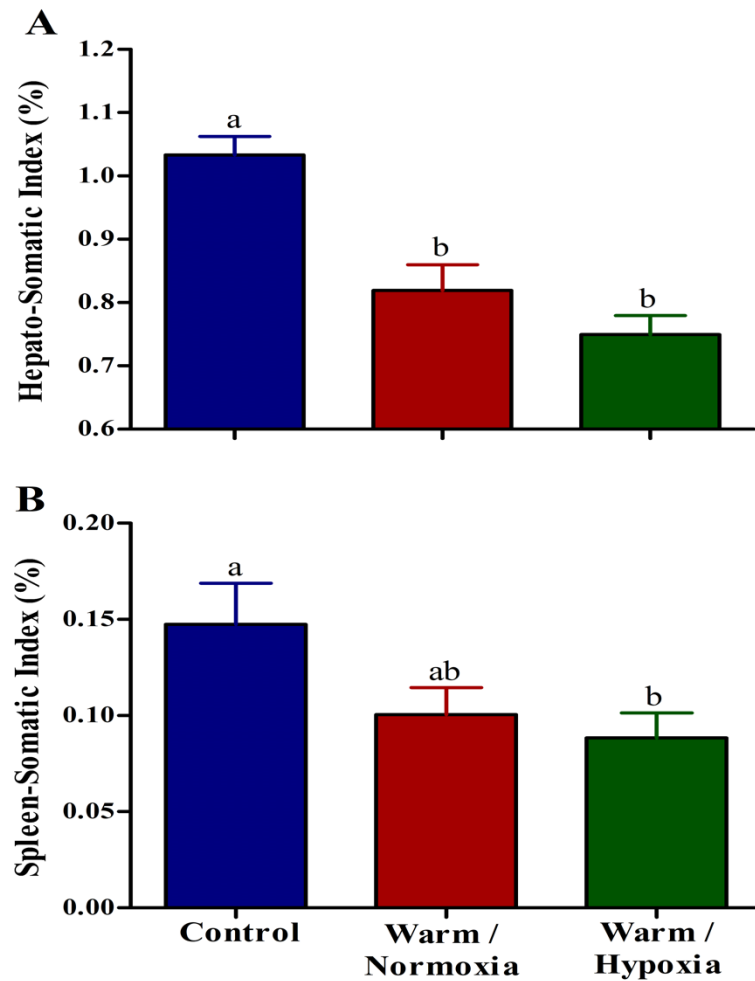 A
Hepato-Somatic Index (%)
1.2
1.1
1.0
0.9
0.8
0.7
0.6
a
b
b
B
Spleen-Somatic Index (%)
0.20
0.15
0.10
0.05
0.00
a
ab
b
Control
Warm /
Normoxia
Warm /
Hypoxia